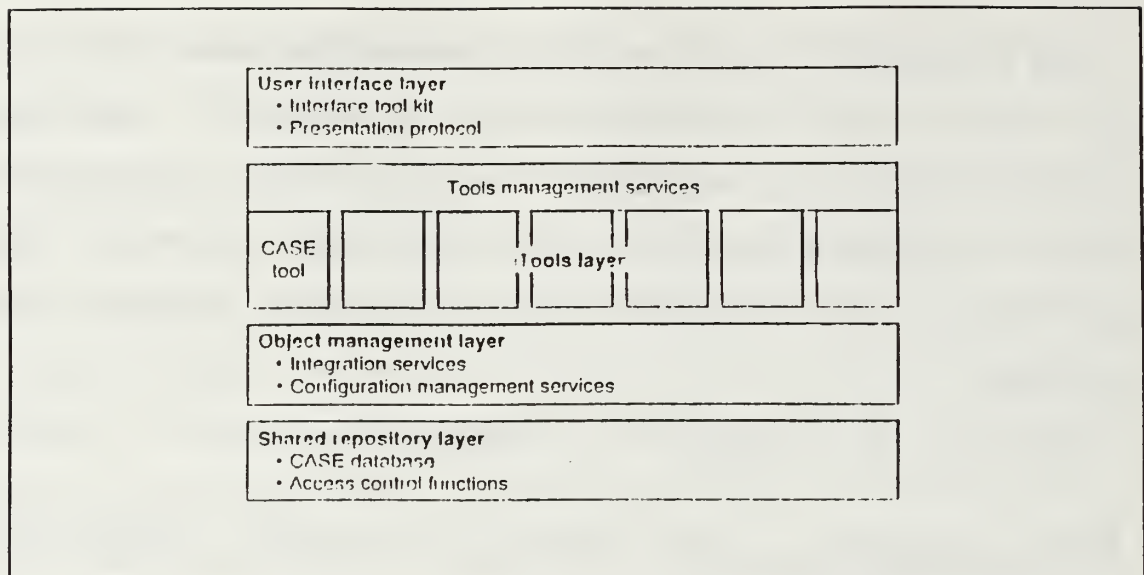 User interface layer
• Interface tool kit
• Presentation protocol
Tools management services
CASE
tool
Tools layer
Object management layer
• Integration services
• Configuration management services
Shared repository layer
• CASE database
• Access control functions